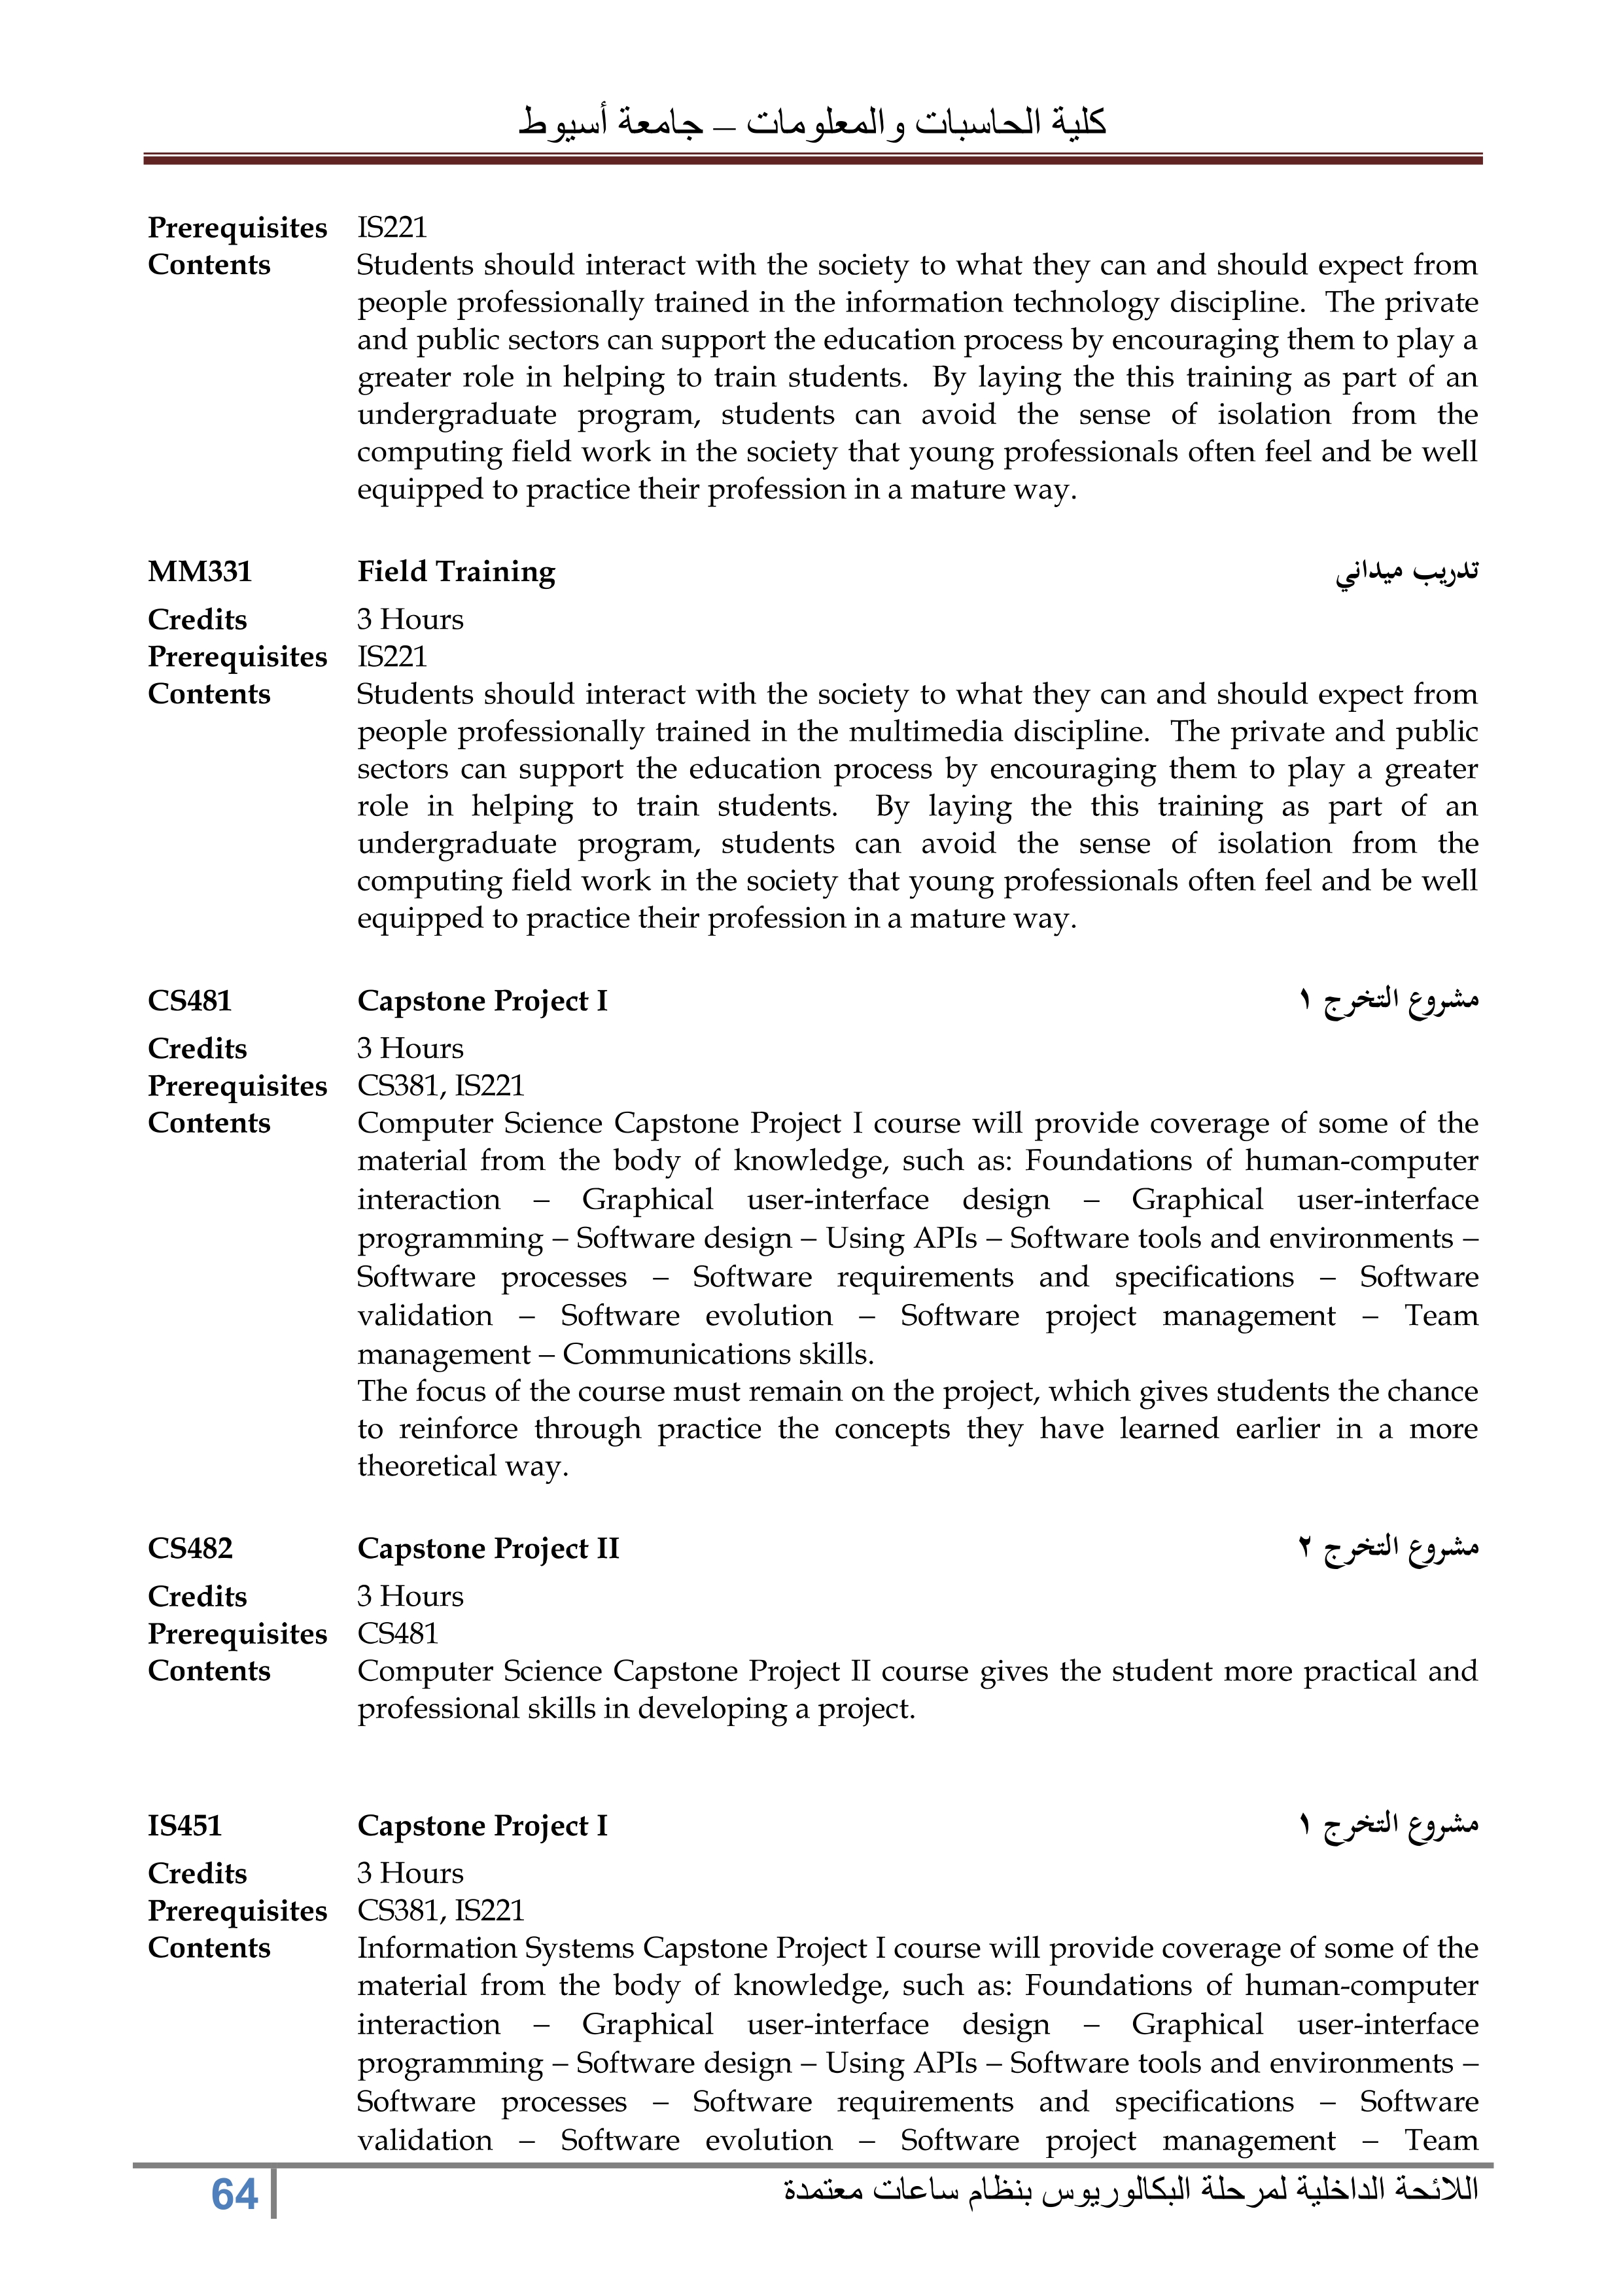 كلية الحاسبات والمعلومات – جامعة أسيوط
Prerequisites IS221
Contents Students should interact with the society to what they can and should expect from
people professionally trained in the information technology discipline. The private
and public sectors can support the education process by encouraging them to play a
greater role in helping to train students. By laying the this training as part of an
undergraduate program, students can avoid the sense of isolation from the
computing field work in the society that young professionals often feel and be well
equipped to practice their profession in a mature way.
MM331 Field Training تدريب ميداني
Credits 3 Hours
Prerequisites IS221
Contents Students should interact with the society to what they can and should expect from
people professionally trained in the multimedia discipline. The private and public
sectors can support the education process by encouraging them to play a greater
role in helping to train students. By laying the this training as part of an
undergraduate program, students can avoid the sense of isolation from the
computing field work in the society that young professionals often feel and be well
equipped to practice their profession in a mature way.
CS481 Capstone Project I مشروع التخرج ١
Credits 3 Hours
Prerequisites CS381, IS221
Contents Computer Science Capstone Project I course will provide coverage of some of the
material from the body of knowledge, such as: Foundations of human-computer
interaction – Graphical user-interface design – Graphical user-interface
programming – Software design – Using APIs – Software tools and environments –
Software processes – Software requirements and specifications – Software
validation – Software evolution – Software project management – Team
management – Communications skills.
The focus of the course must remain on the project, which gives students the chance
to reinforce through practice the concepts they have learned earlier in a more
theoretical way.
CS482 Capstone Project II مشروع التخرج ٢
Credits 3 Hours
Prerequisites CS481
Contents Computer Science Capstone Project II course gives the student more practical and
professional skills in developing a project.
IS451 Capstone Project I مشروع التخرج ١
Credits 3 Hours
Prerequisites CS381, IS221
Contents Information Systems Capstone Project I course will provide coverage of some of the
material from the body of knowledge, such as: Foundations of human-computer
interaction – Graphical user-interface design – Graphical user-interface
programming – Software design – Using APIs – Software tools and environments –
Software processes – Software requirements and specifications – Software
validation – Software evolution – Software project management – Team
64 اللائحة الداخلية لمرحلة البكالوريوس بنظام ساعات معتمدة